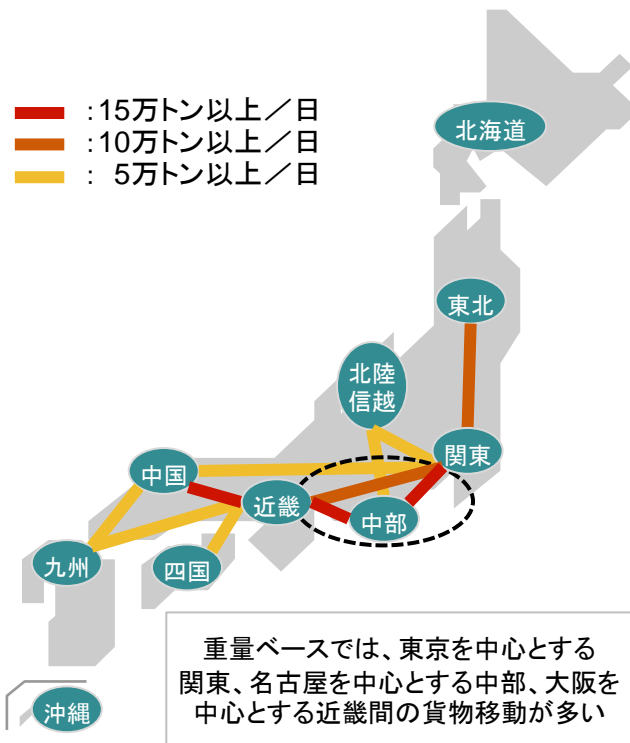 :15万トン以上／日
:10万トン以上／日
: 5万トン以上／日
北海道
東北
北陸
信越
関東
中国
近畿
中部
九州
四国
沖縄
重量ベースでは、東京を中心とする
関東、名古屋を中心とする中部、大阪を
中心とする近畿間の貨物移動が多い